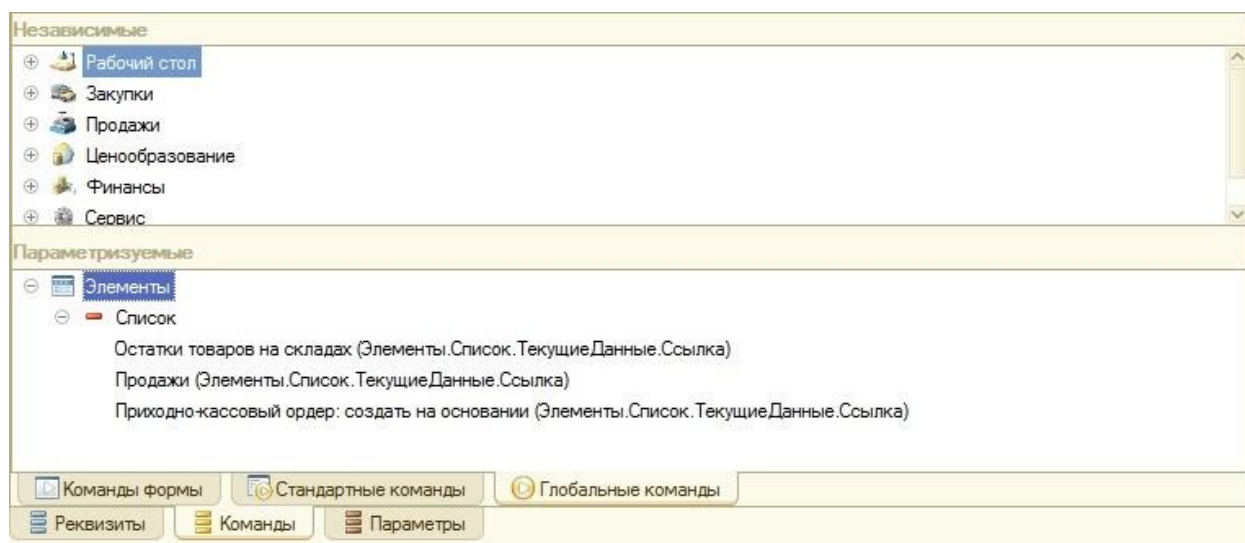 Независимые
Рабочий стол
Закупки
Продажи
Ценообразование
Финансы
Сервис
Параметризуемые
Элементы
Список
Остатки товаров на складах (Элементы.Список.ТекущиеДанные.Ссылка)
Продажи (Элементы.Список.ТекущиеДанные.Ссылка)
Приходно-кассовый ордер: создать на основании (Элементы.Список.ТекущиеДанные.Ссылка)
Команды формы Стандартные команды Глобальные команды
Реквизиты Команды Параметры